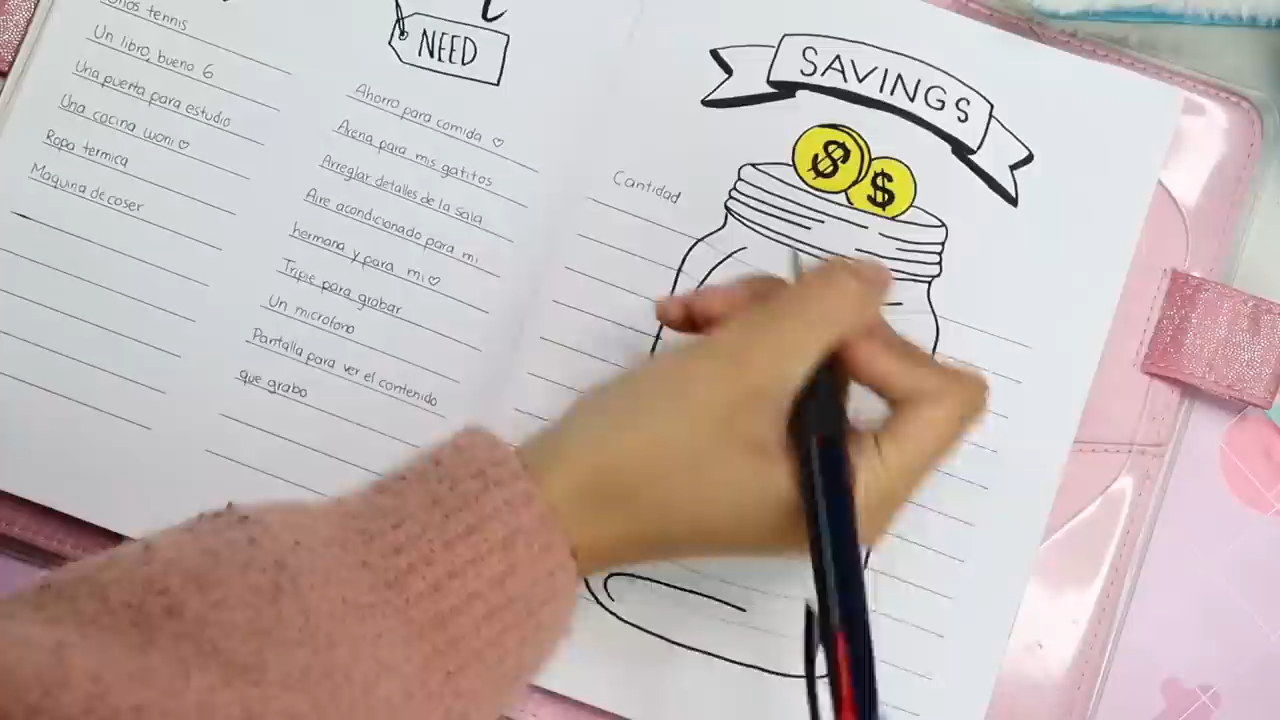 tennis
Un libro, bueno 6
Una puerta para estudio
Una cocina woni ♡
Ropa termica
Maquina de coser
NEED
Ahorro para comida ♡
Arena para mis gatitos
Arreglar detalles de la sala
Aire acondicionado para mi
hermana y para mi ♡
Tripie para grabar
Un microfono
Pantalla para ver el contenido
que grabo
SAVINGS
$ $
Cantidad